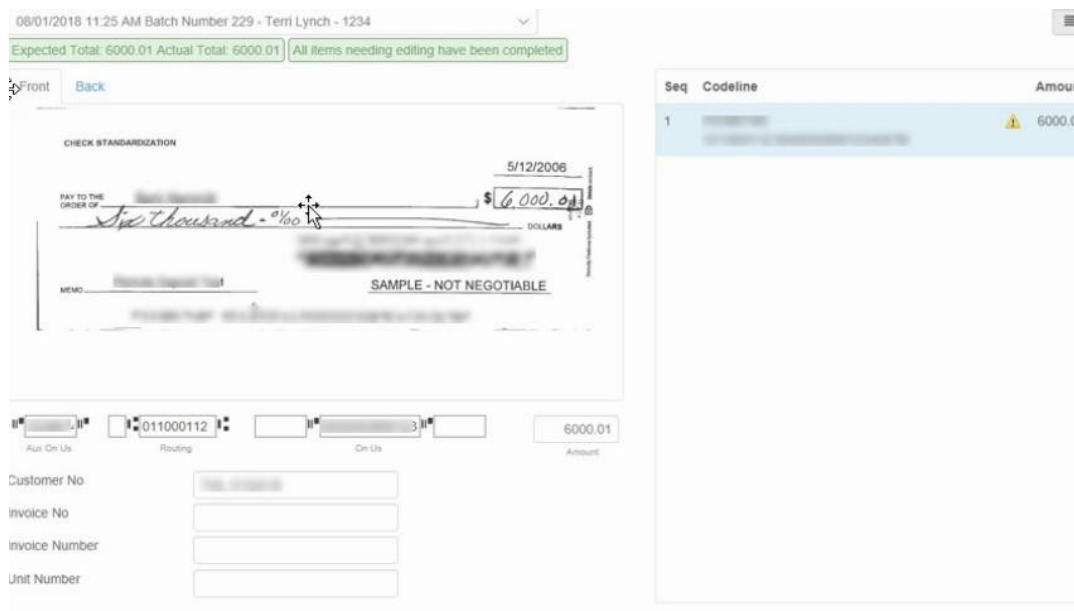 08/01/2018 11:25 AM Batch Number 229 - Terri Lynch - 1234
Expected Total: 6000.01 Actual Total: 6000.01 All items needing editing have been completed
Front Back
CHECK STANDARDIZATION
5/12/2006
PAY TO THE
ORDER OF
$ 6,000.01
Six thousand - 01/00
DOLLARS
MEMO
SAMPLE - NOT NEGOTIABLE
011000112
6000.01
Aux On Us Routing On Us Amount
Customer No
Invoice No
Invoice Number
Unit Number
Seq Codeline Amou
1 6000.0